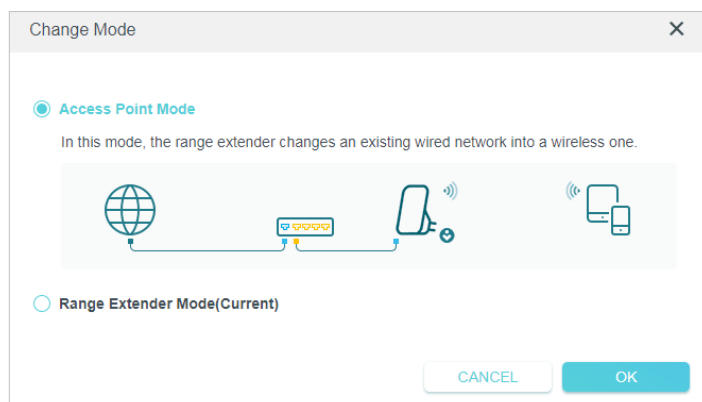 Change Mode
Access Point Mode
In this mode, the range extender changes an existing wired network into a wireless one.
Range Extender Mode(Current)
CANCEL
OK